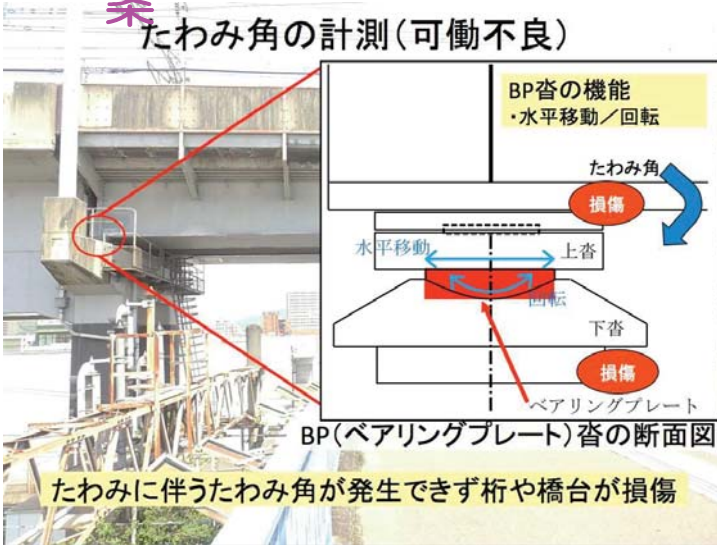 案
たわみ角の計測(可働不良)
BP沓の機能
・水平移動/回転
たわみ角
損傷
水平移動
上沓
回転
下沓
損傷
ベアリングプレート
BP(ベアリングプレート)沓の断面図
たわみに伴うたわみ角が発生できず桁や橋台が損傷